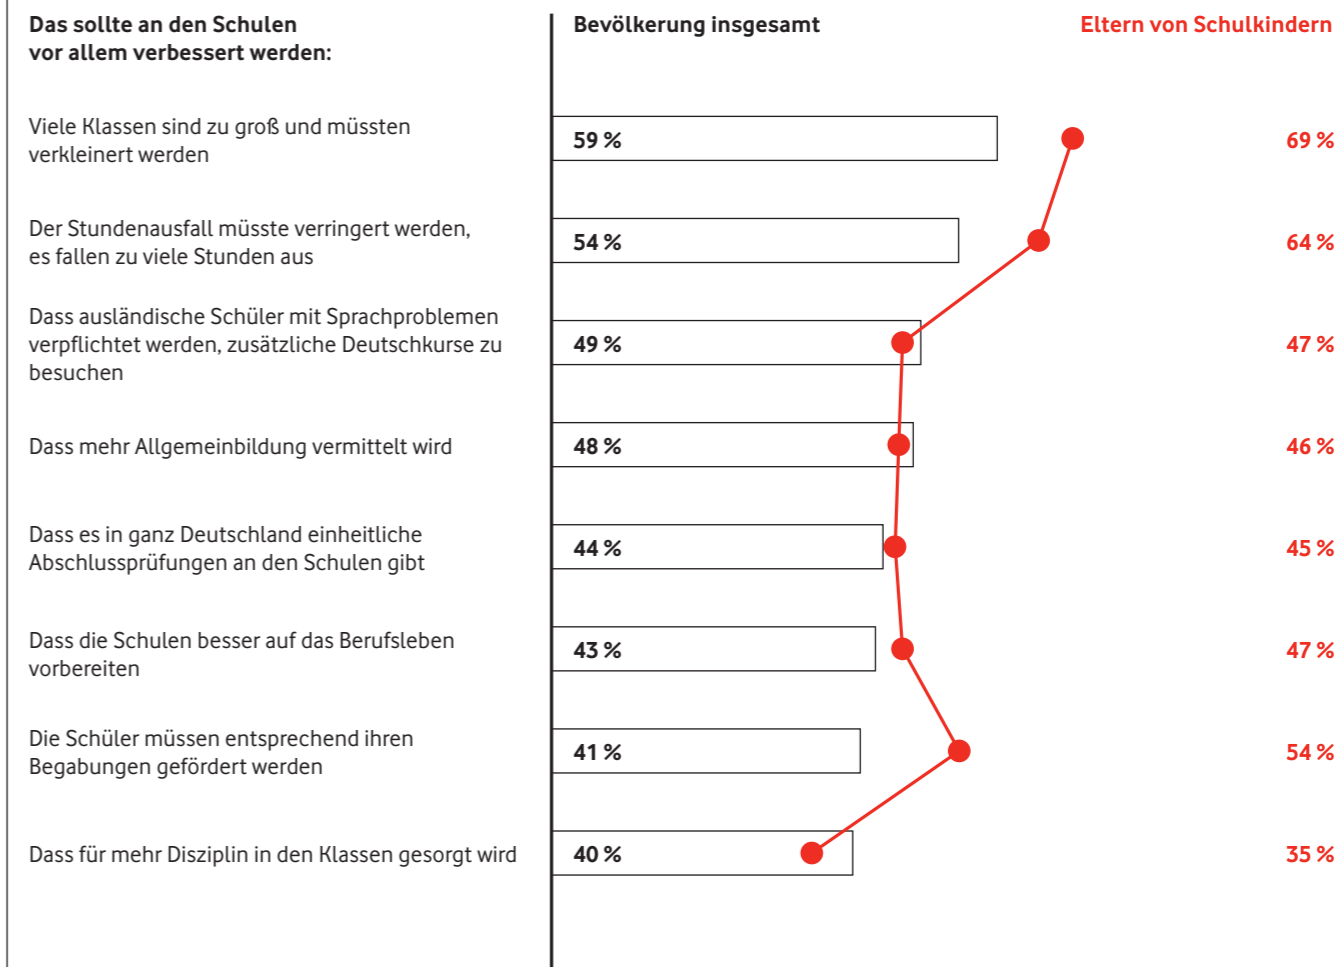 Das sollte an den Schulen
vor allem verbessert werden:
Bevölkerung insgesamt
Eltern von Schulkindern
Viele Klassen sind zu groß und müssten
verkleinert werden
59 %
69 %
Der Stundenausfall müsste verringert werden,
es fallen zu viele Stunden aus
54 %
64 %
Dass ausländische Schüler mit Sprachproblemen
verpflichtet werden, zusätzliche Deutschkurse zu
besuchen
49 %
47 %
Dass mehr Allgemeinbildung vermittelt wird
48 %
46 %
Dass es in ganz Deutschland einheitliche
Abschlussprüfungen an den Schulen gibt
44 %
45 %
Dass die Schulen besser auf das Berufsleben
vorbereiten
43 %
47 %
Die Schüler müssen entsprechend ihren
Begabungen gefördert werden
41 %
54 %
Dass für mehr Disziplin in den Klassen gesorgt wird
40 %
35 %